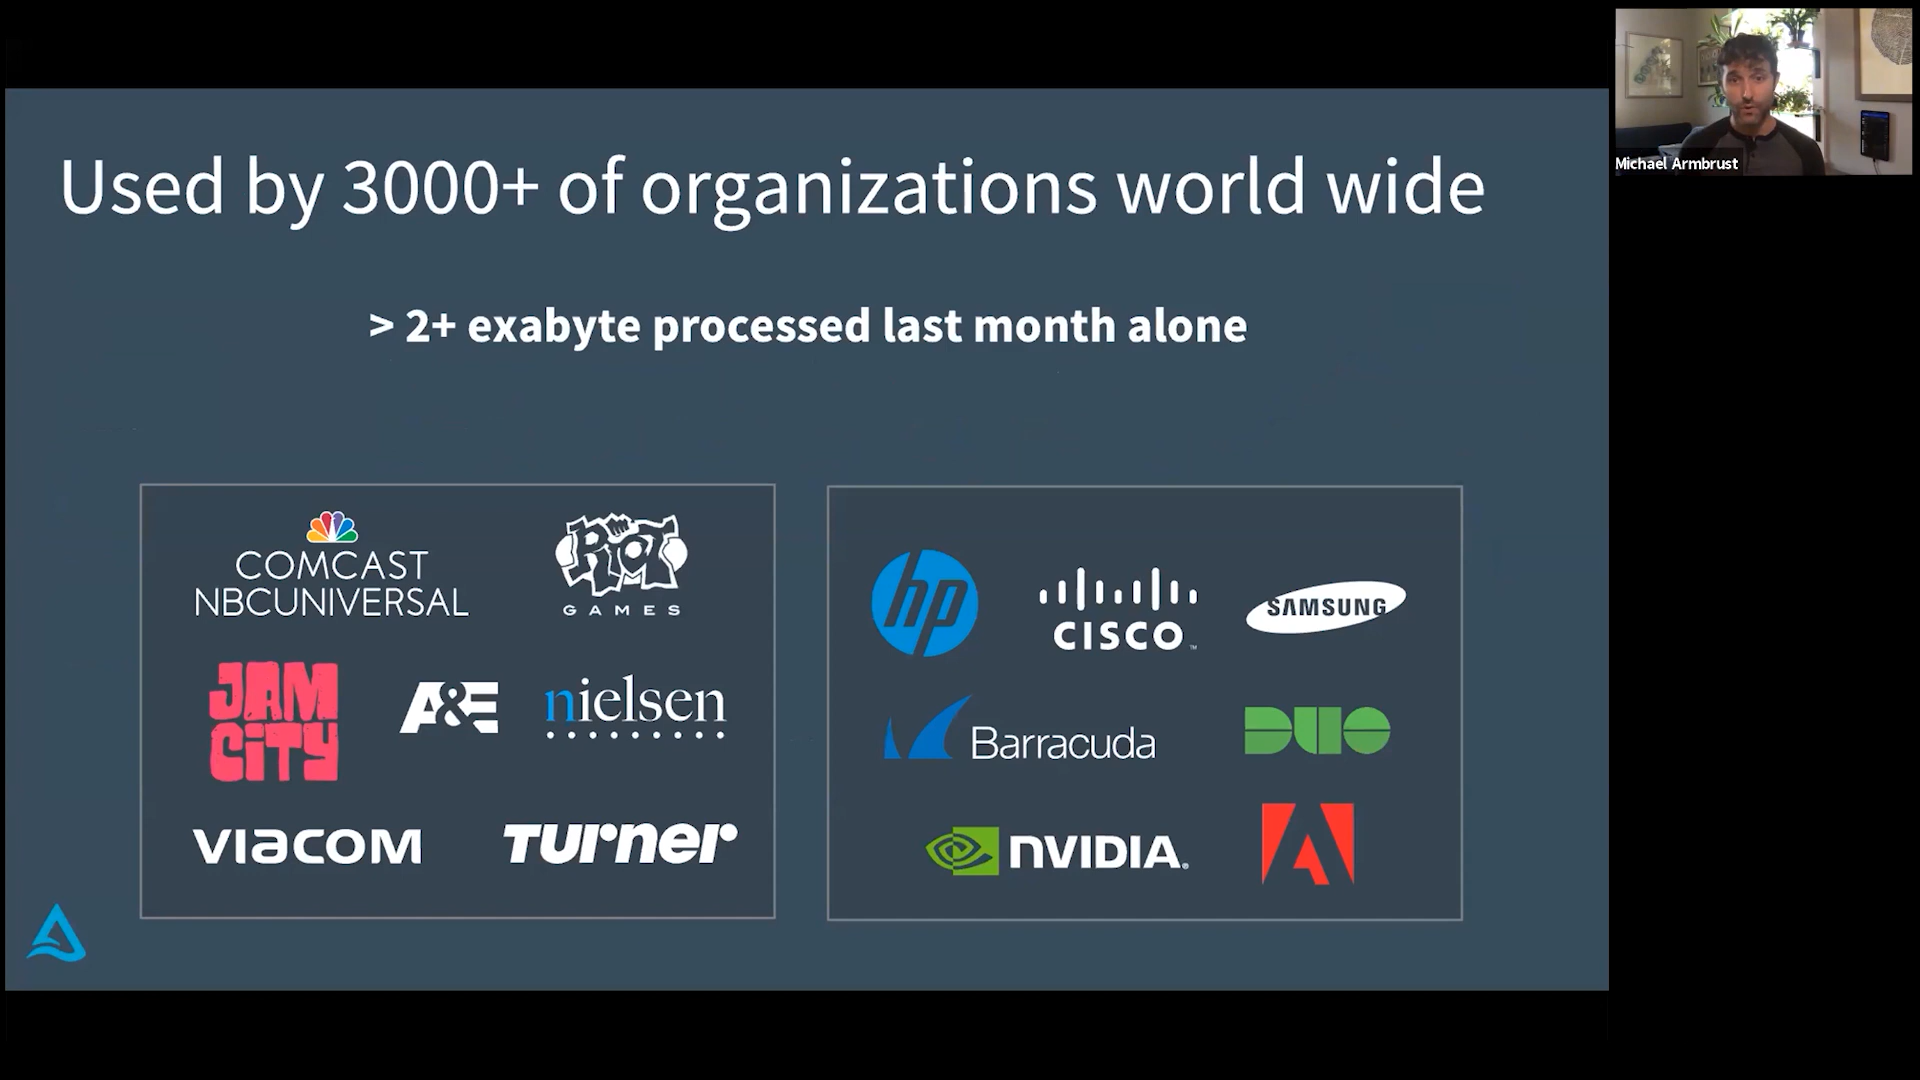 Used by 3000+ of organizations world wide
> 2+ exabyte processed last month alone
COMCAST
NBCUNIVERSAL
RIOT
GAMES
JAM
CITY
A&E
nielsen
VIACOM
Turner
hp
CISCO™
SAMSUNG
Barracuda
DUO
NVIDIA®
Michael Armbrust